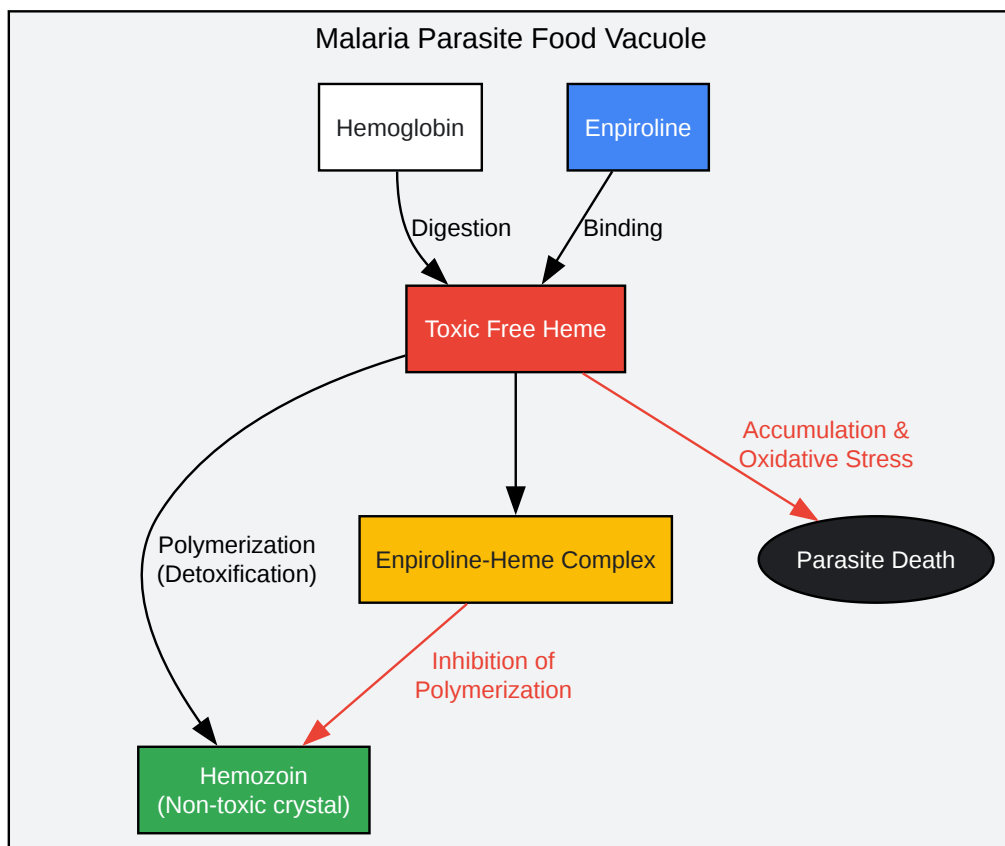 Malaria Parasite Food Vacuole
Hemoglobin
Enpiroline
Digestion
Binding
Toxic Free Heme
Accumulation &
Oxidative Stress
Polymerization
(Detoxification)
Enpiroline-Heme Complex
Parasite Death
Inhibition of
Polymerization
Hemozoin
(Non-toxic crystal)